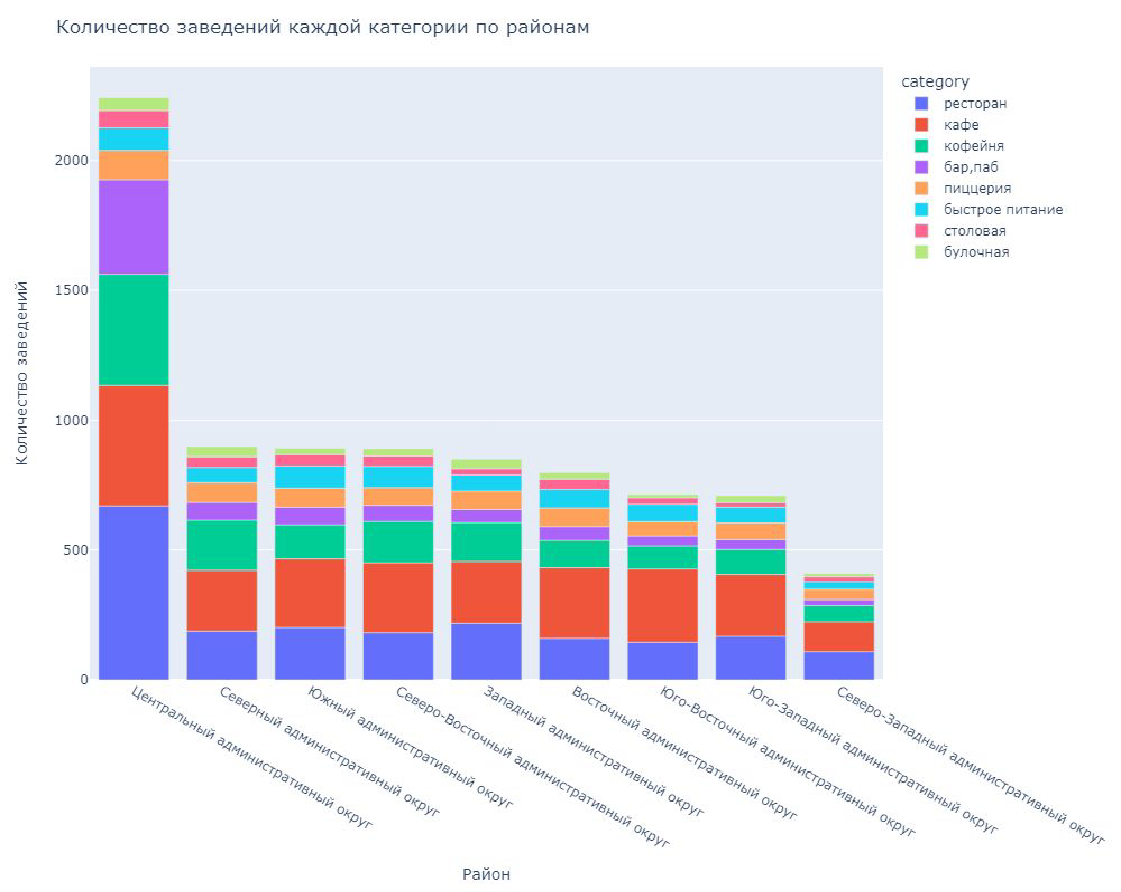 Количество заведений каждой категории по районам
category
ресторан
кафе
кофейня
бар,паб
пиццерия
быстрое питание
столовая
булочная
Количество заведений
2000
1500
1000
500
0
Центральный административный округ
Северный административный округ
Южный административный округ
Северо-Восточный административный округ
Западный административный округ
Восточный административный округ
Юго-Восточный административный округ
Юго-Западный административный округ
Северо-Западный административный округ
Район